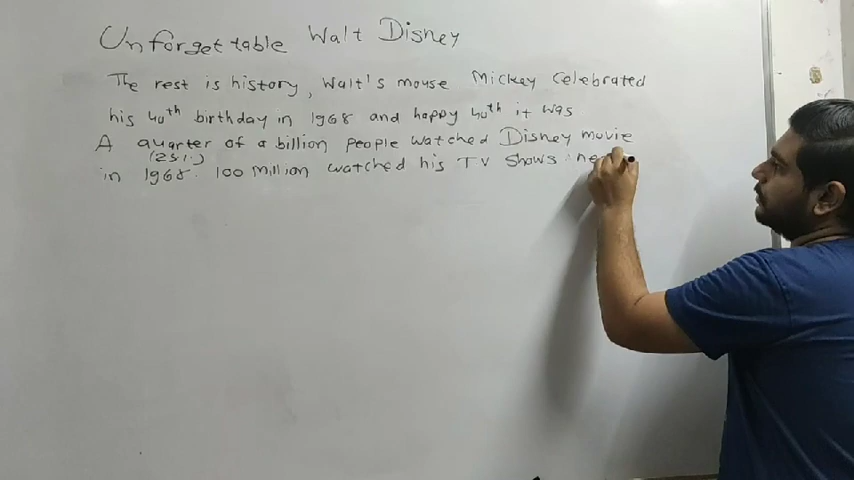 Unforgettable Walt Disney
The rest is history, Walt's mouse Mickey Celebrated
his 40th birthday in 1968 and happy 40th it was
A quarter of a billion people watched Disney movie
(25%)
in 1968. 100 Million watched his TV Shows